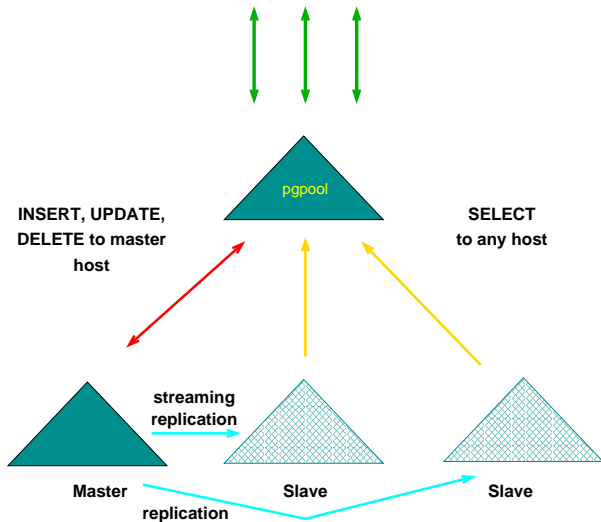 pgpool
INSERT, UPDATE,
DELETE to master
host
SELECT
to any host
streaming
replication
Master
Slave
Slave
replication